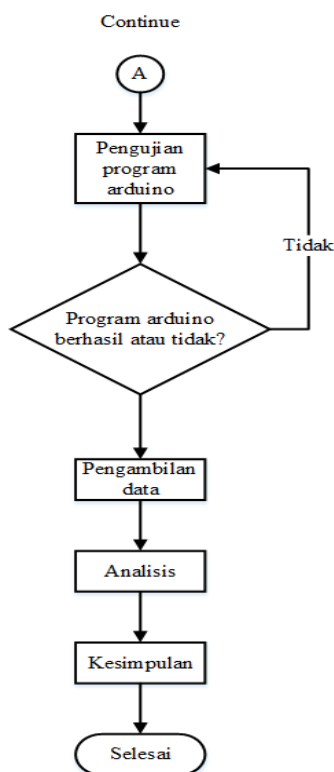 Continue
A
Pengujian
program
arduino
Tidak
Program arduino
berhasil atau tidak?
Pengambilan
data
Analisis
Kesimpulan
Selesai